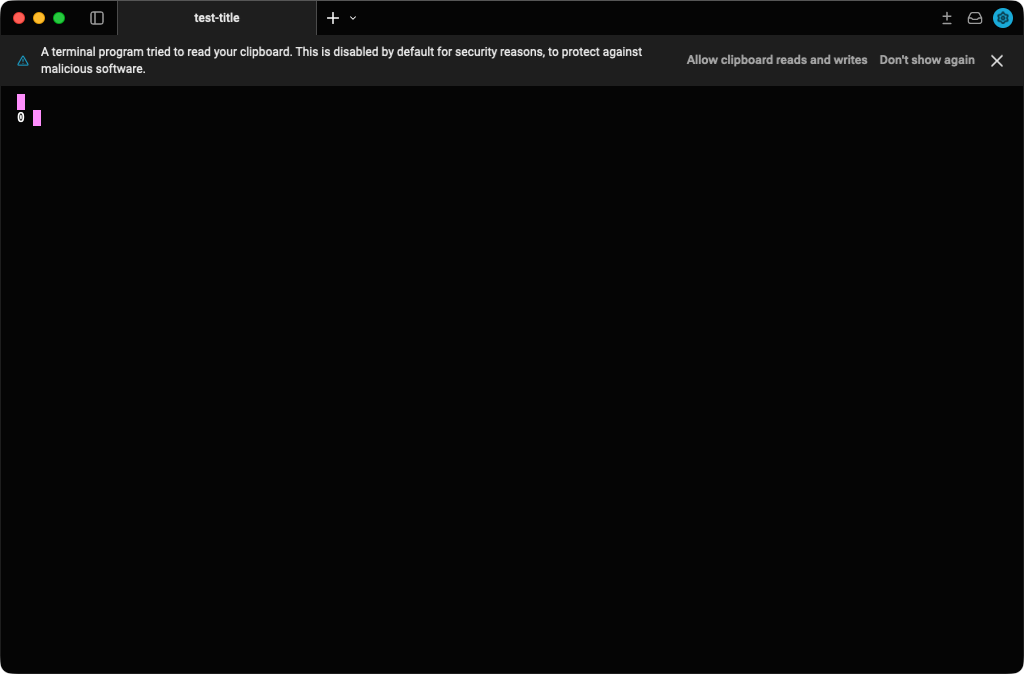 test-title
A terminal program tried to read your clipboard. This is disabled by default for security reasons, to protect against
malicious software.
Allow clipboard reads and writes
Don't show again
0